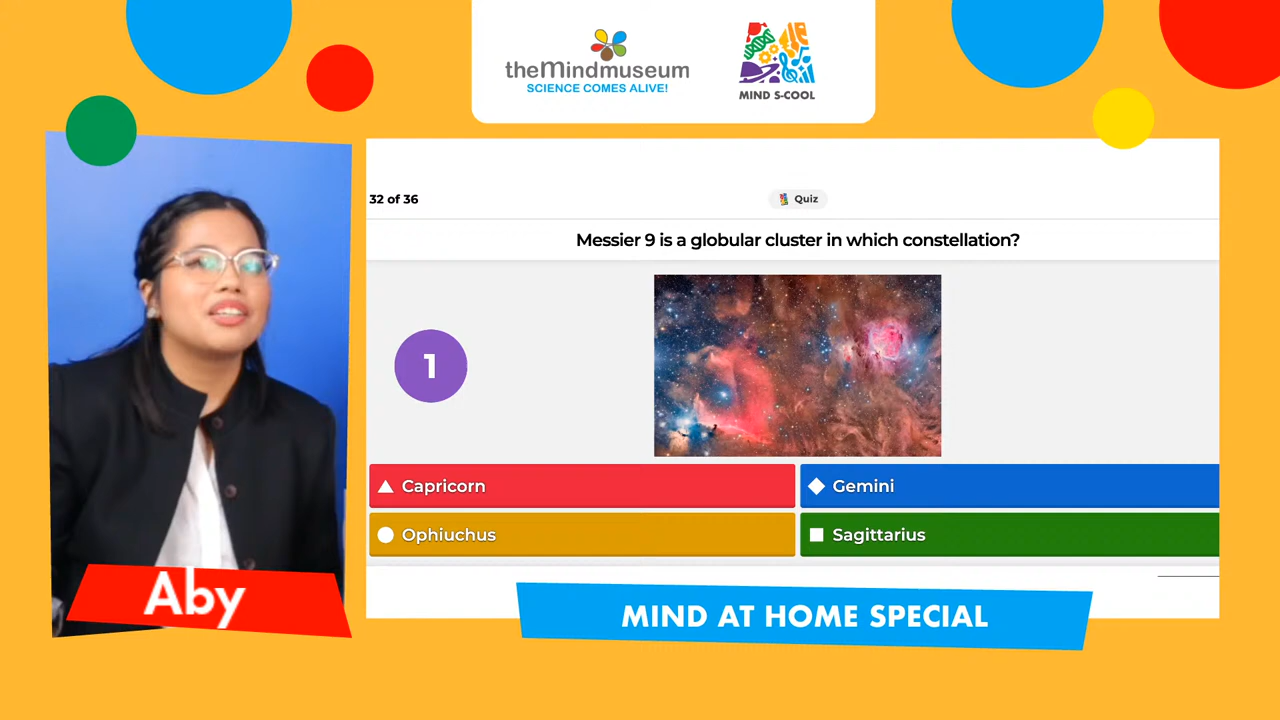 theMindmuseum
SCIENCE COMES ALIVE!
MIND S-COOL
32 of 36
Quiz
Messier 9 is a globular cluster in which constellation?
1
Capricorn
Gemini
Ophiuchus
Sagittarius
Aby
MIND AT HOME SPECIAL